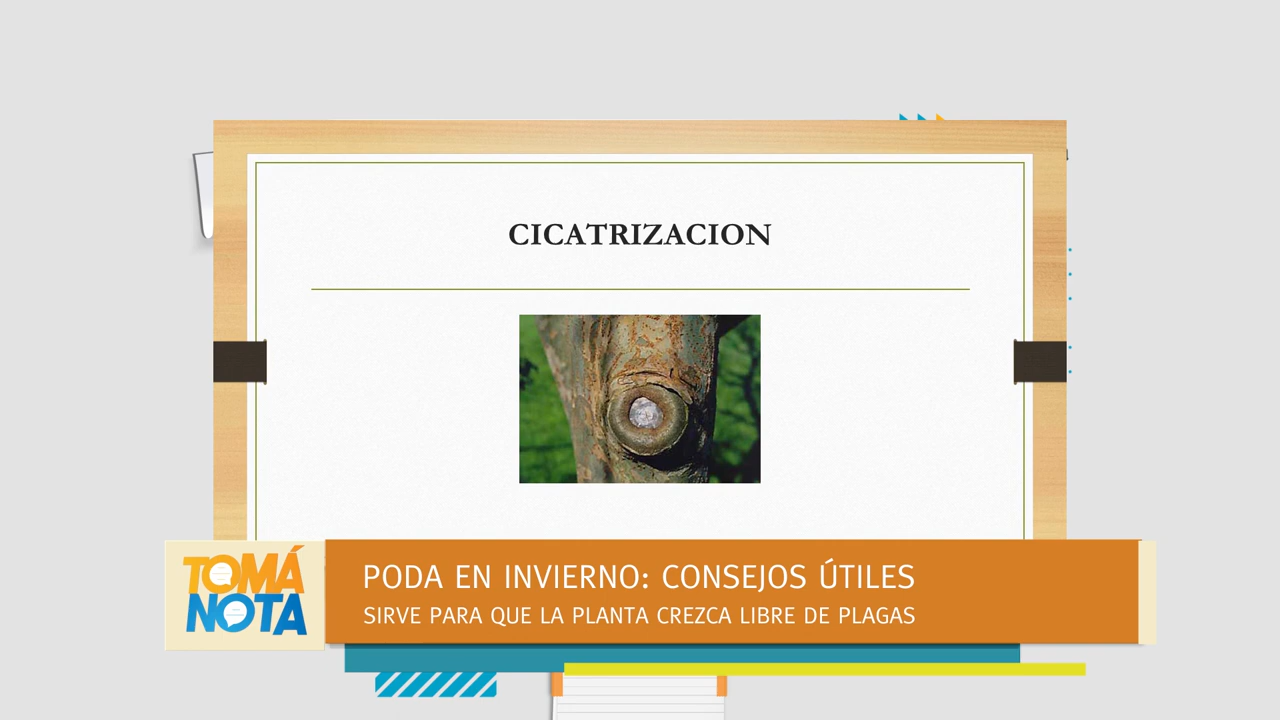 CICATRIZACION
TOMÁ
NOTA
PODA EN INVIERNO: CONSEJOS ÚTILES
SIRVE PARA QUE LA PLANTA CREZCA LIBRE DE PLAGAS